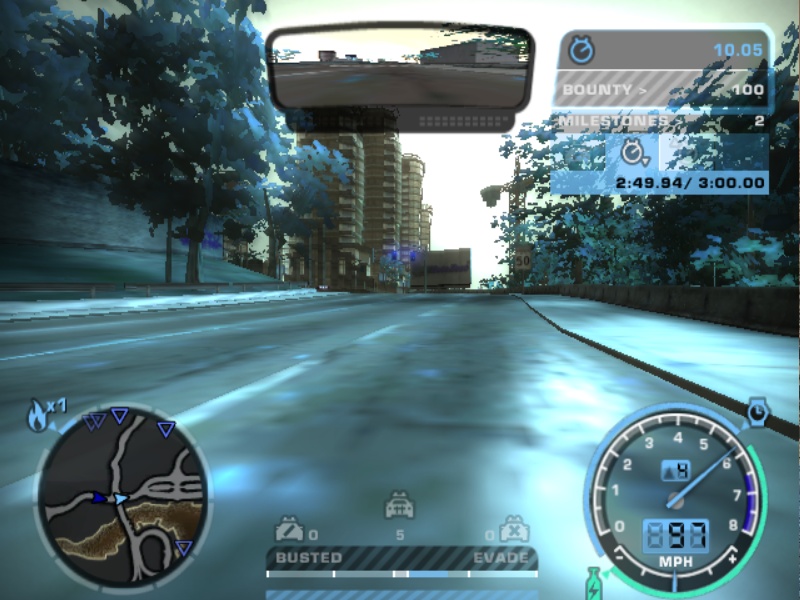 10.05
BOUNTY > 100
MILESTONES 2
2:49.94/ 3:00.00
50
x1
0 5 0
BUSTED EVADE
0 1 2 3 4 5 6 7 8
4
97
MPH